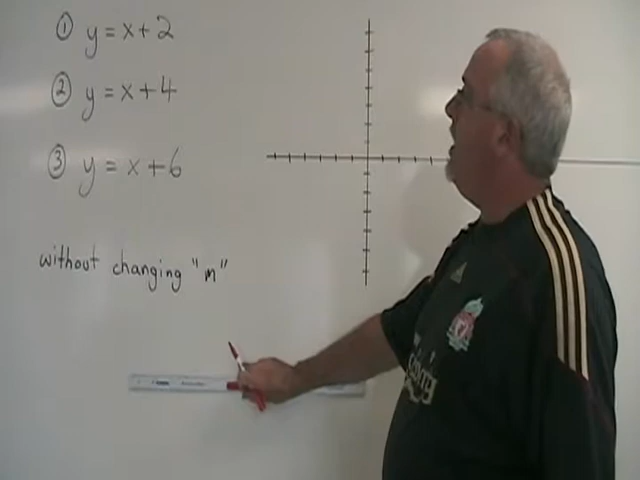 ① y = x + 2
② y = x + 4
③ y = x + 6
without changing "m"